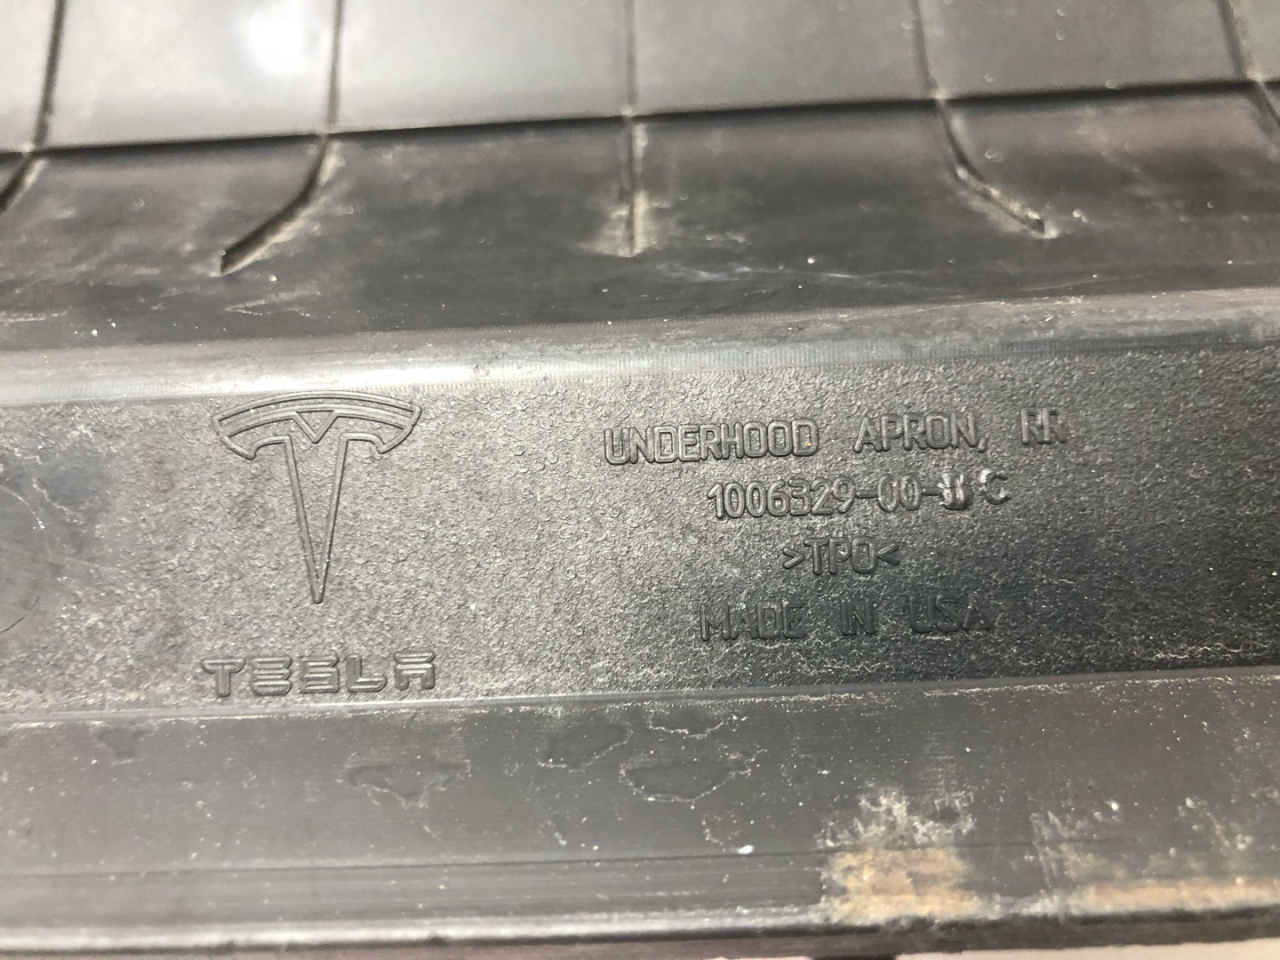 UNDERHOOD APRON, RR
1006329-00- C
>TPO<
MADE IN USA
TESLA